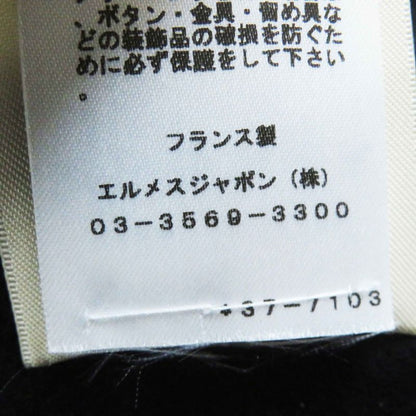 、ボタン・金具・留め具な
どの装飾品の破損を防ぐた
めに必ず保護をして下さい
。
フランス製
エルメスジャポン（株）
03-3569-3300
37-7103